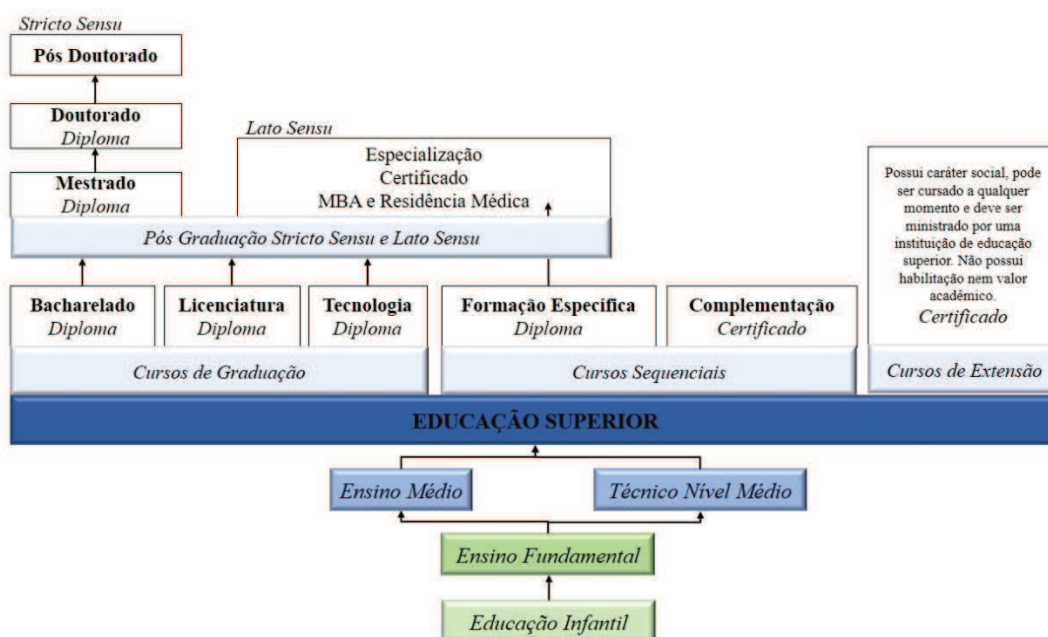 Stricto Sensu
Pós Doutorado
Doutorado
Diploma
Mestrado
Diploma
Lato Sensu
Especialização
Certificado
MBA e Residência Médica
Pós Graduação Stricto Sensu e Lato Sensu
Bacharelado
Diploma
Licenciatura
Diploma
Tecnologia
Diploma
Cursos de Graduação
Formação Específica
Diploma
Complementação
Certificado
Cursos Sequenciais
Possui caráter social, pode
ser cursado a qualquer
momento e deve ser
ministrado por uma
instituição de educação
superior. Não possui
habilitação nem valor
acadêmico.
Certificado
Cursos de Extensão
EDUCAÇÃO SUPERIOR
Ensino Médio
Técnico Nível Médio
Ensino Fundamental
Educação Infantil